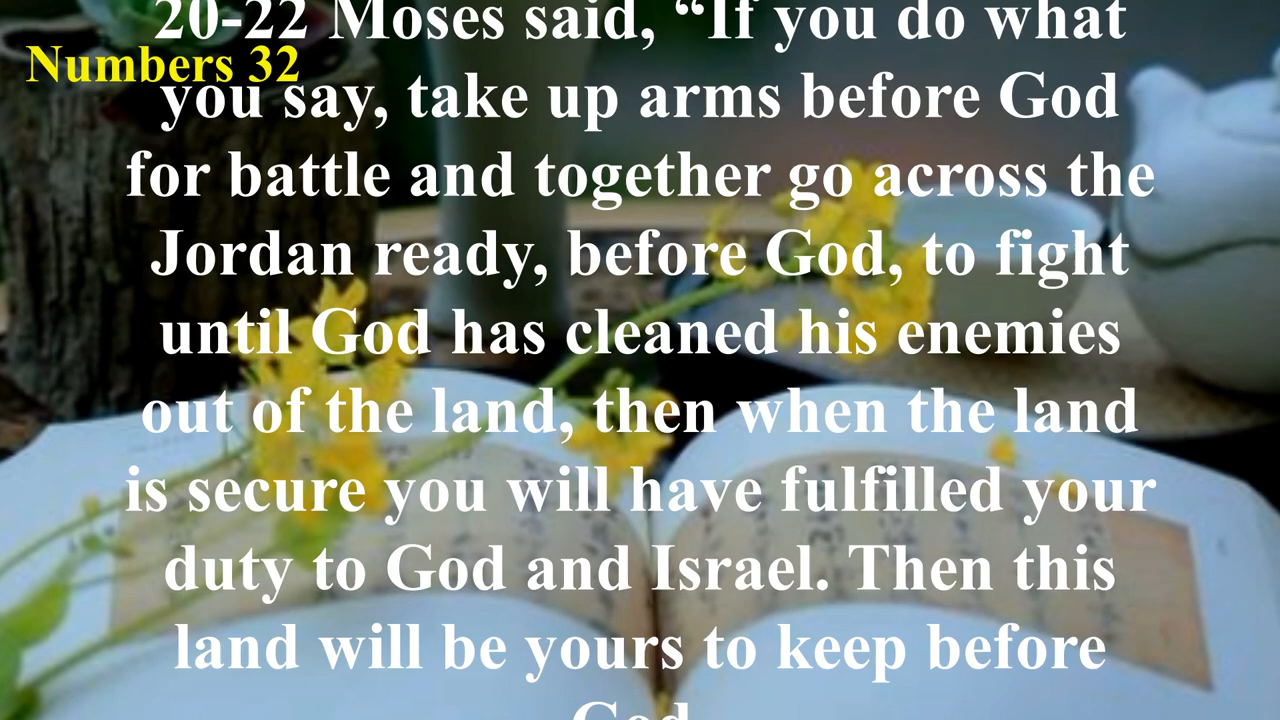 20-22 Moses said, “If you do what
Numbers 32
you say, take up arms before God
for battle and together go across the
Jordan ready, before God, to fight
until God has cleaned his enemies
out of the land, then when the land
is secure you will have fulfilled your
duty to God and Israel. Then this
land will be yours to keep before
God